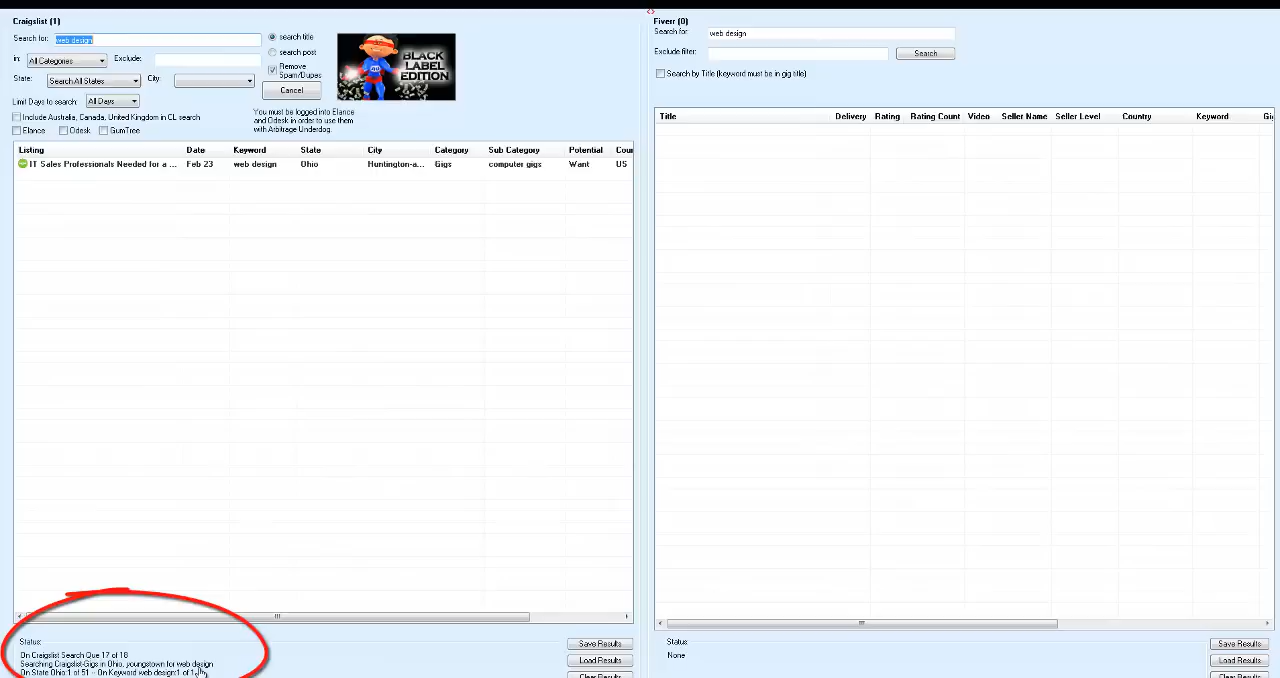 Craigslist (1)
Search for: web design
search title
search post
in: All Categories Exclude:
Remove Spam/Dupes
State: Search All States City:
Cancel
Limit Days to search: All Days
Include Australia, Canada, United Kingdom in CL search
Elance Odesk GumTree
You must be logged into Elance
and Odesk in order to use them
with Arbitrage Underdog.
BLACK
LABEL
EDITION
Listing Date Keyword State City Category Sub Category Potential Cour
IT Sales Professionals Needed for a ... Feb 23 web design Ohio Huntington-a... Gigs computer gigs Want US
Status:
On Craigslist Search Que 17 of 18
Searching Craigslist-Gigs in Ohio, youngstown for web design
On State Ohio:1 of 51 -- On Keyword web design:1 of 1
Save Results
Load Results
Clear Results
Fiverr (0)
Search for: web design
Exclude filter: Search
Search by Title (Keyword must be in gig title)
Title Delivery Rating Rating Count Video Seller Name Seller Level Country Keyword Gig
Status:
None
Save Results
Load Results
Clear Results